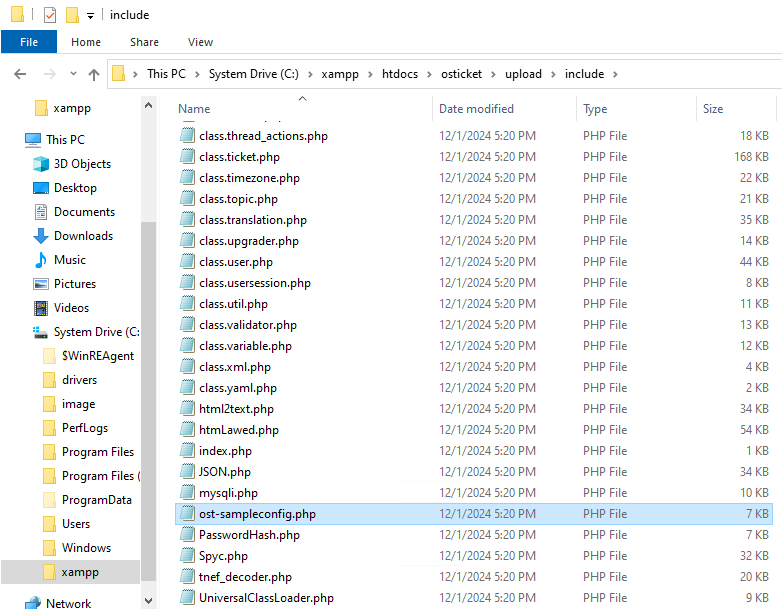 include
File Home Share View
This PC System Drive (C:) xampp htdocs osticket upload include
xampp
This PC
3D Objects
Desktop
Documents
Downloads
Music
Pictures
Videos
System Drive (C:
$WinREAgent
drivers
image
PerfLogs
Program Files
Program Files (
ProgramData
Users
Windows
xampp
Network
Name Date modified Type Size
class.thread_actions.php 12/1/2024 5:20 PM PHP File 18 KB
class.ticket.php 12/1/2024 5:20 PM PHP File 168 KB
class.timezone.php 12/1/2024 5:20 PM PHP File 22 KB
class.topic.php 12/1/2024 5:20 PM PHP File 21 KB
class.translation.php 12/1/2024 5:20 PM PHP File 35 KB
class.upgrader.php 12/1/2024 5:20 PM PHP File 14 KB
class.user.php 12/1/2024 5:20 PM PHP File 44 KB
class.usersession.php 12/1/2024 5:20 PM PHP File 8 KB
class.util.php 12/1/2024 5:20 PM PHP File 11 KB
class.validator.php 12/1/2024 5:20 PM PHP File 13 KB
class.variable.php 12/1/2024 5:20 PM PHP File 12 KB
class.xml.php 12/1/2024 5:20 PM PHP File 4 KB
class.yaml.php 12/1/2024 5:20 PM PHP File 2 KB
html2text.php 12/1/2024 5:20 PM PHP File 34 KB
htmLawed.php 12/1/2024 5:20 PM PHP File 54 KB
index.php 12/1/2024 5:20 PM PHP File 1 KB
JSON.php 12/1/2024 5:20 PM PHP File 34 KB
mysqli.php 12/1/2024 5:20 PM PHP File 10 KB
ost-sampleconfig.php 12/1/2024 5:20 PM PHP File 7 KB
PasswordHash.php 12/1/2024 5:20 PM PHP File 7 KB
Spyc.php 12/1/2024 5:20 PM PHP File 32 KB
tnef_decoder.php 12/1/2024 5:20 PM PHP File 20 KB
UniversalClassLoader.php 12/1/2024 5:20 PM PHP File 9 KB